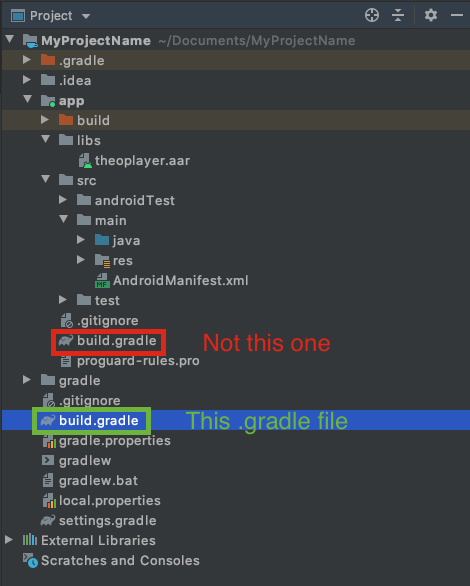 Project
MyProjectName ~/Documents/MyProjectName
.gradle
.idea
app
build
libs
theoplayer.aar
src
androidTest
main
java
res
MF AndroidManifest.xml
test
.gitignore
build.gradle Not this one
proguard-rules.pro
gradle
.gitignore
build.gradle This .gradle file
gradle.properties
gradlew
gradlew.bat
local.properties
settings.gradle
External Libraries
Scratches and Consoles